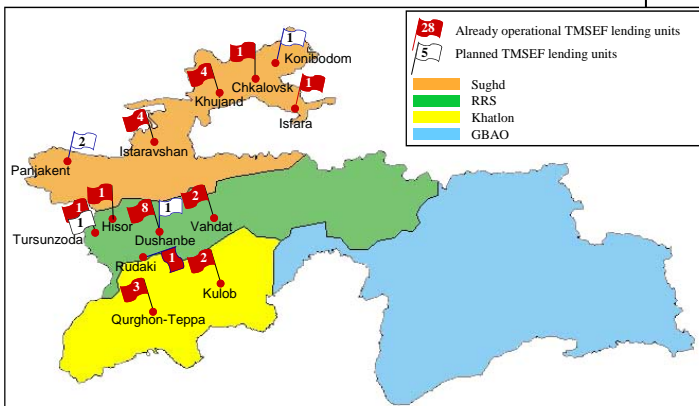 28 Already operational TMSEF lending units
5 Planned TMSEF lending units
Sughd
RRS
Khatlon
GBAO
1
Konibodom
1
Chkalovsk
4
Khujand
1
Isfara
4
Istaravshan
2
Panjakent
1
Hisor
1
1
Tursunzoda
8
1
Dushanbe
2
Vahdat
Rudaki
1
2
Kulob
3
Qurghon-Teppa